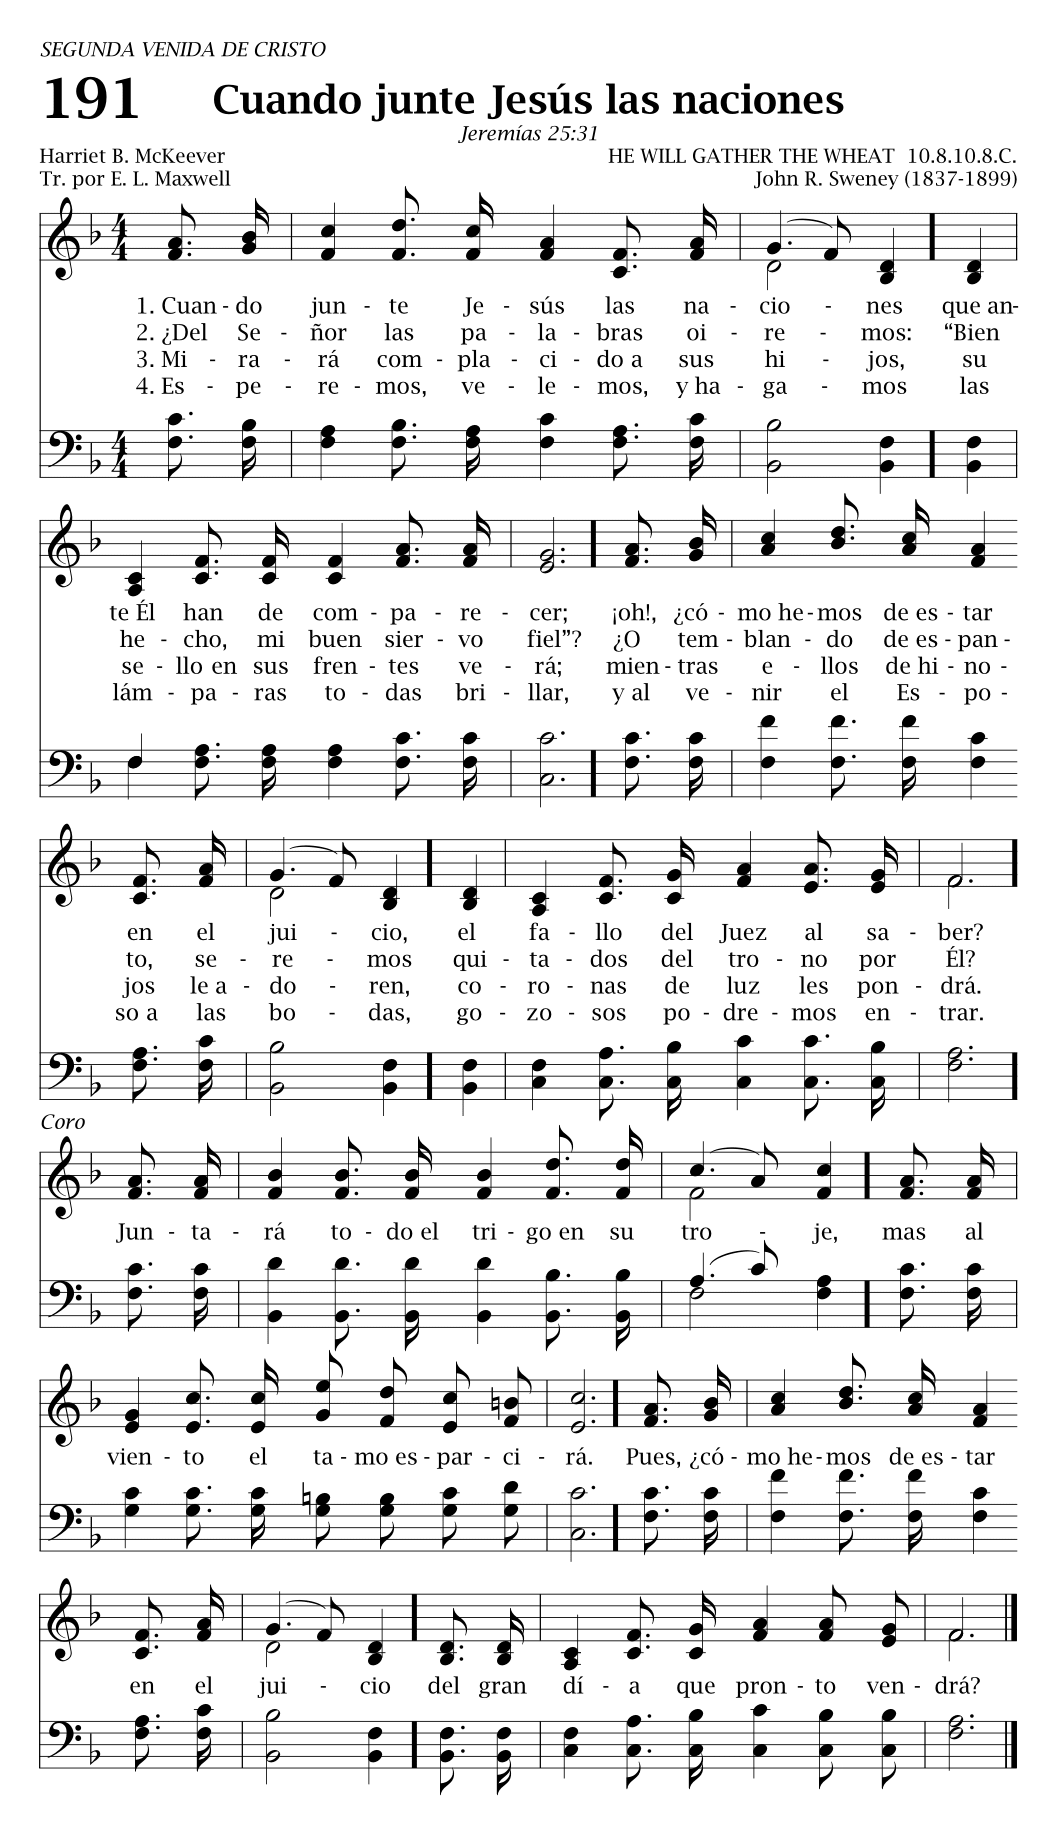 SEGUNDA VENIDA DE CRISTO
191 Cuando junte Jesús las naciones
Jeremías 25:31
Harriet B. McKeever HE WILL GATHER THE WHEAT 10.8.10.8.C.
Tr. por E. L. Maxwell John R. Sweney (1837-1899)
1. Cuan - do jun - te Je - sús las na - cio - nes que an-
2. ¿Del Se - ñor las pa - la - bras oi - re - mos: “Bien
3. Mi - ra - rá com - pla - ci - do a sus hi - jos, su
4. Es - pe - re - mos, ve - le - mos, y ha - ga - mos las
te Él han de com - pa - re - cer; ¡oh!, ¿có - mo he - mos de es - tar
he - cho, mi buen sier - vo fiel”? ¿O tem - blan - do de es - pan -
se - llo en sus fren - tes ve - rá; mien - tras e - llos de hi - no -
lám - pa - ras to - das bri - llar, y al ve - nir el Es - po -
en el jui - cio, el fa - llo del Juez al sa - ber?
to, se - re - mos qui - ta - dos del tro - no por Él?
jos le a - do - ren, co - ro - nas de luz les pon - drá.
so a las bo - das, go - zo - sos po - dre - mos en - trar.
Coro
Jun - ta - rá to - do el tri - go en su tro - je, mas al
vien - to el ta - mo es - par - ci - rá. Pues, ¿có - mo he - mos de es - tar
en el jui - cio del gran dí - a que pron - to ven - drá?